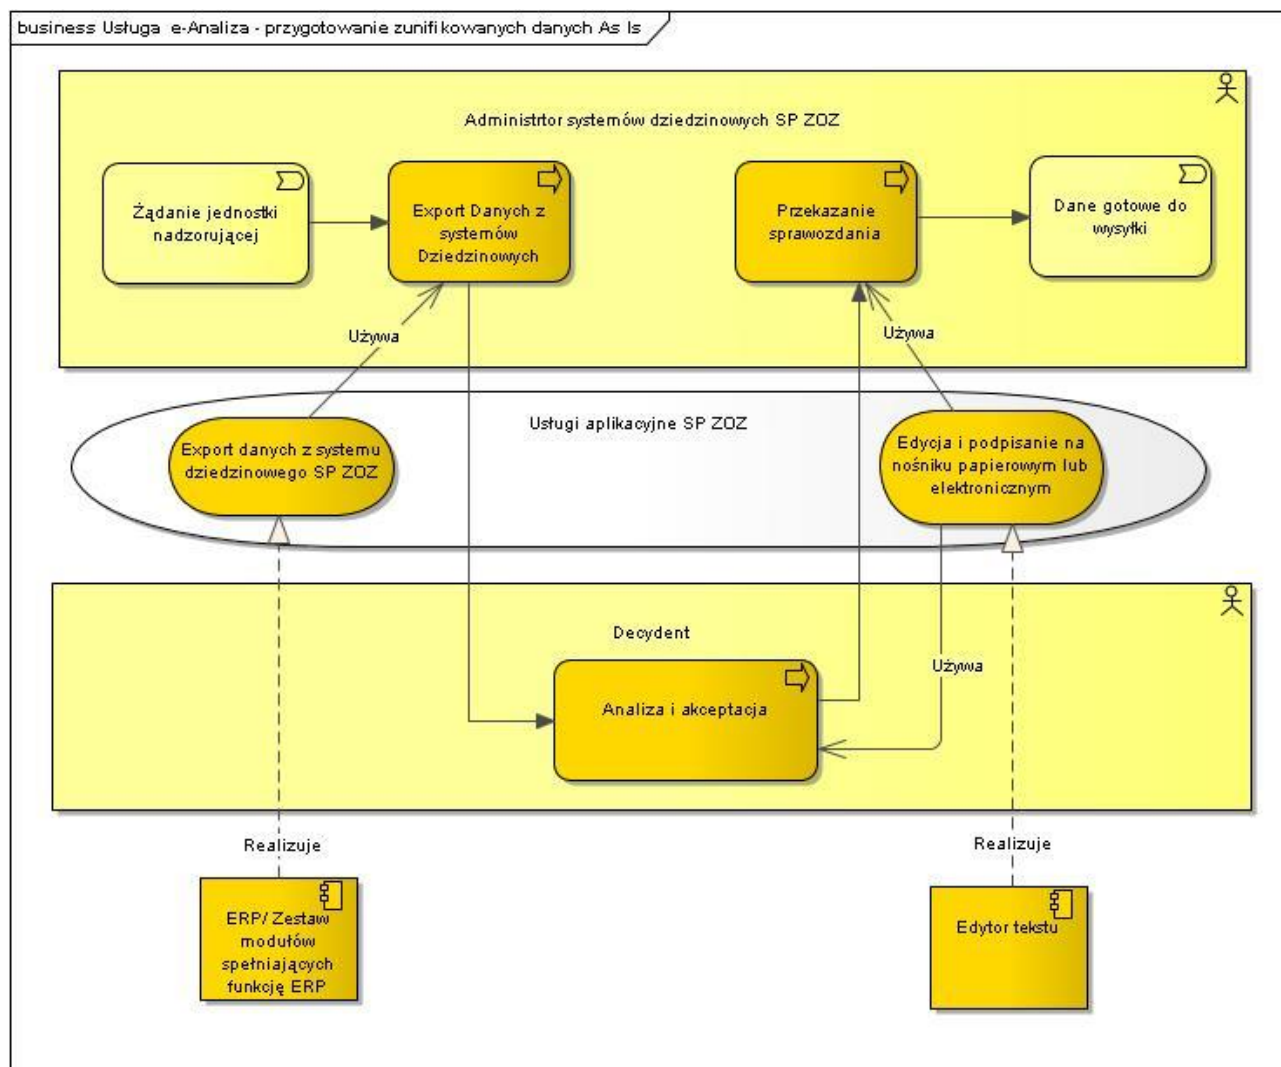 business Usługa e-Analiza - przygotowanie zunifikowanych danych As Is
Administrtor systemów dziedzinowych SP ZOZ
Żądanie jednostki
nadzorującej
Export Danych z
systemów
Dziedzinowych
Przekazanie
sprawozdania
Dane gotowe do
wysyłki
Używa
Używa
Usługi aplikacyjne SP ZOZ
Export danych z systemu
dziedzinowego SP ZOZ
Edycja i podpisanie na
nośniku papierowym lub
elektronicznym
Decydent
Używa
Analiza i akceptacja
Realizuje
Realizuje
ERP/ Zestaw
modułów
spełniających
funkcję ERP
Edytor tekstu